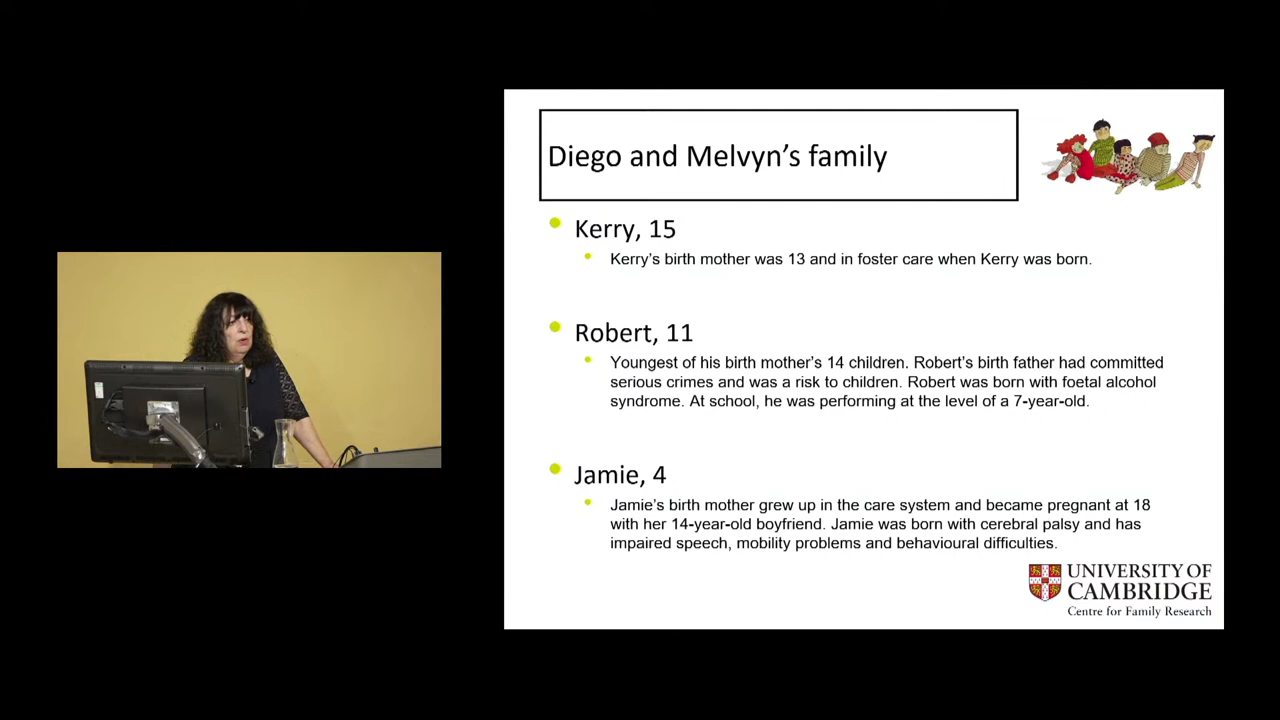 Diego and Melvyn’s family
Kerry, 15
Kerry’s birth mother was 13 and in foster care when Kerry was born.
Robert, 11
Youngest of his birth mother’s 14 children. Robert’s birth father had committed
serious crimes and was a risk to children. Robert was born with foetal alcohol
syndrome. At school, he was performing at the level of a 7-year-old.
Jamie, 4
Jamie’s birth mother grew up in the care system and became pregnant at 18
with her 14-year-old boyfriend. Jamie was born with cerebral palsy and has
impaired speech, mobility problems and behavioural difficulties.
UNIVERSITY OF
CAMBRIDGE
Centre for Family Research